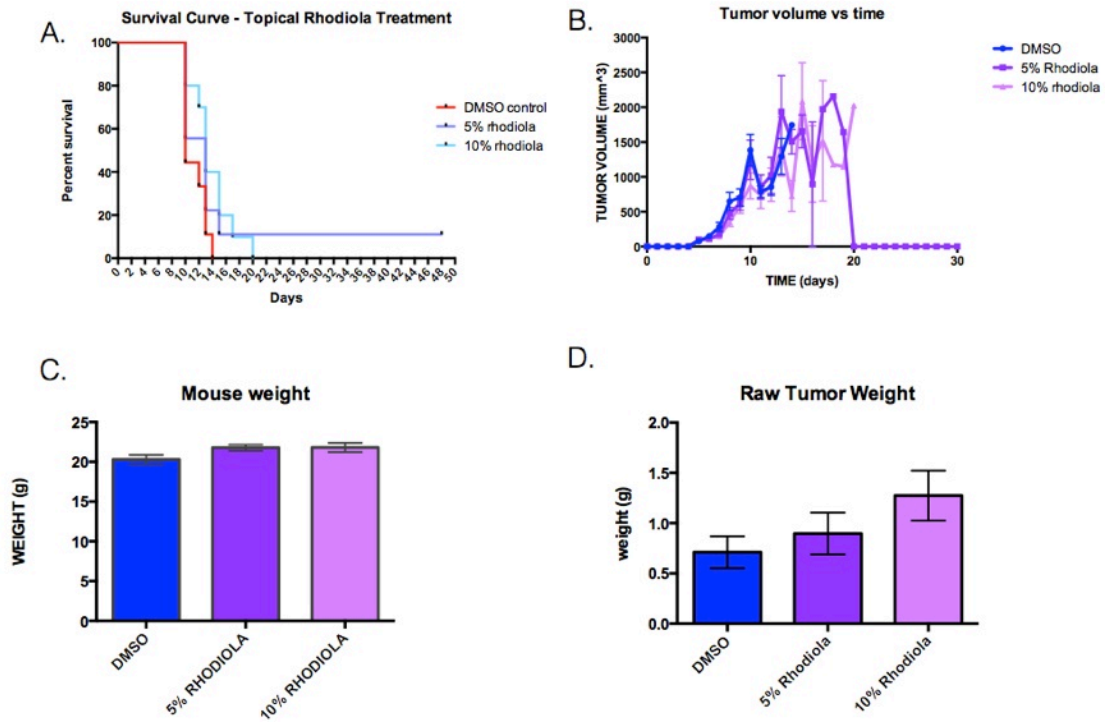 A.
Survival Curve - Topical Rhodiola Treatment
Percent survival
100
80
60
40
20
0
0 2 4 6 8 10 12 14 16 18 20 22 24 26 28 30 32 34 36 38 40 42 44 46 48 50
Days
DMSO control
5% rhodiola
10% rhodiola
B.
Tumor volume vs time
TUMOR VOLUME (mm^3)
3000
2500
2000
1500
1000
500
0
0 10 20 30
TIME (days)
DMSO
5% Rhodiola
10% rhodiola
C.
Mouse weight
WEIGHT (g)
25
20
15
10
5
0
DMSO
5% RHODIOLA
10% RHODIOLA
D.
Raw Tumor Weight
weight (g)
2.0
1.5
1.0
0.5
0.0
DMSO
5% Rhodiola
10% Rhodiola